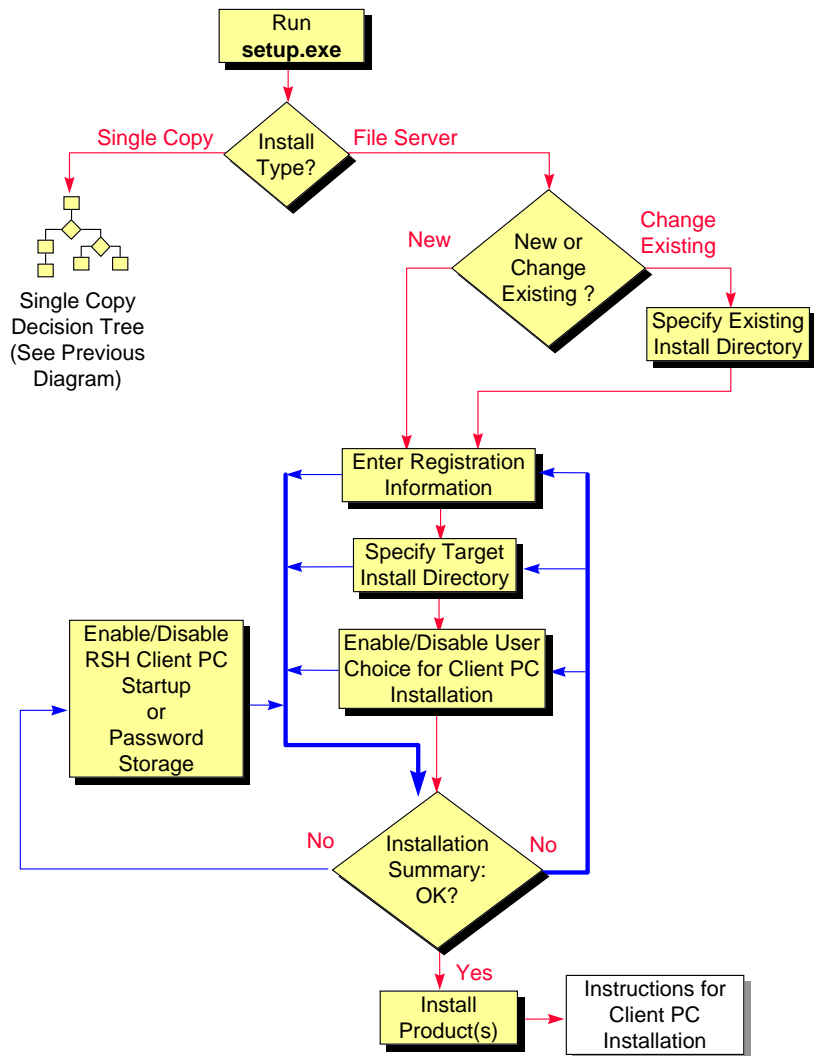 Run
setup.exe
Single Copy
Install
Type?
File Server
New
New or
Change
Existing ?
Change
Existing
Single Copy
Decision Tree
(See Previous
Diagram)
Specify Existing
Install Directory
Enter Registration
Information
Specify Target
Install Directory
Enable/Disable
RSH Client PC
Startup
or
Password
Storage
Enable/Disable User
Choice for Client PC
Installation
No
Installation
Summary:
OK?
No
Yes
Install
Product(s)
Instructions for
Client PC
Installation